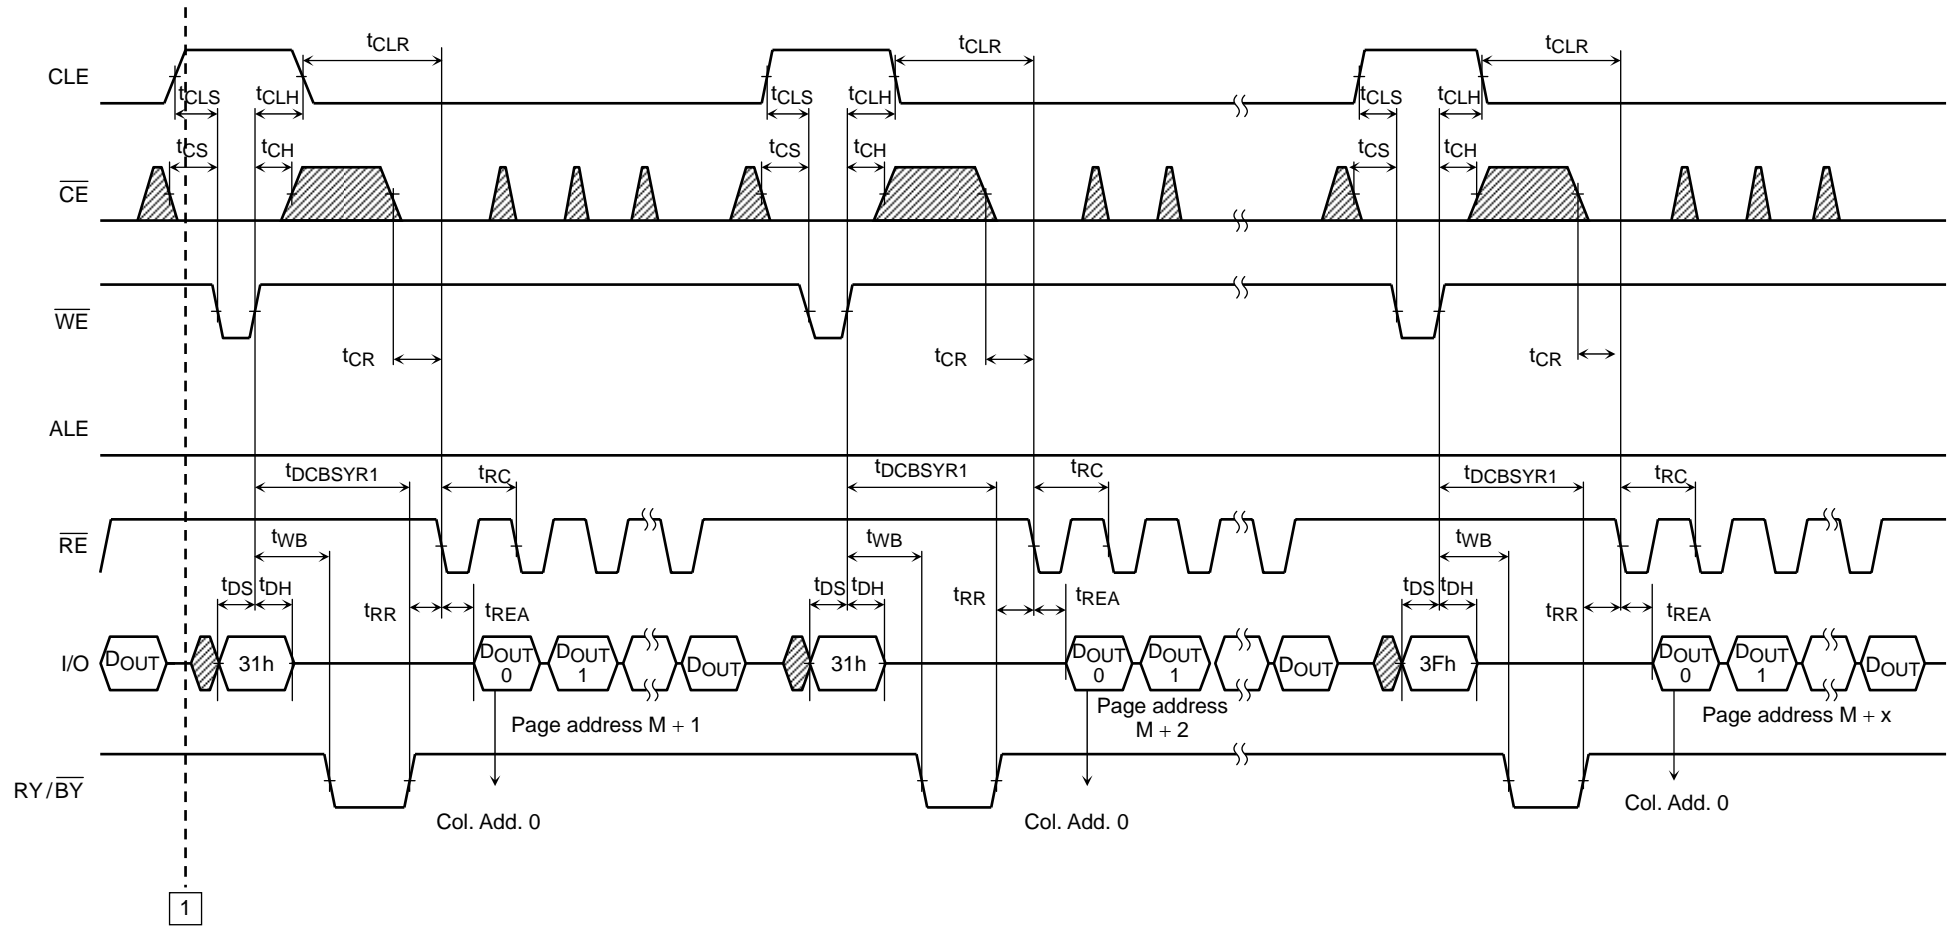 tCLR tCLR tCLR
CLE
tCLS tCLH tCLS tCLH tCLS tCLH
tCS tCH tCS tCH tCS tCH
CE
WE
tCR tCR tCR
ALE
tDCBSYR1 tRC tDCBSYR1 tRC tDCBSYR1 tRC
RE
tWB tWB tWB
tDS tDH tDS tDH tDS tDH
tRR tREA tRR tREA tRR tREA
I/O DOUT 31h DOUT 0 DOUT 1 DOUT 31h DOUT 0 DOUT 1 DOUT 3Fh DOUT 0 DOUT 1 DOUT
Page address M + 1
Page address
M + 2
Page address M + x
RY/BY
Col. Add. 0 Col. Add. 0 Col. Add. 0
1